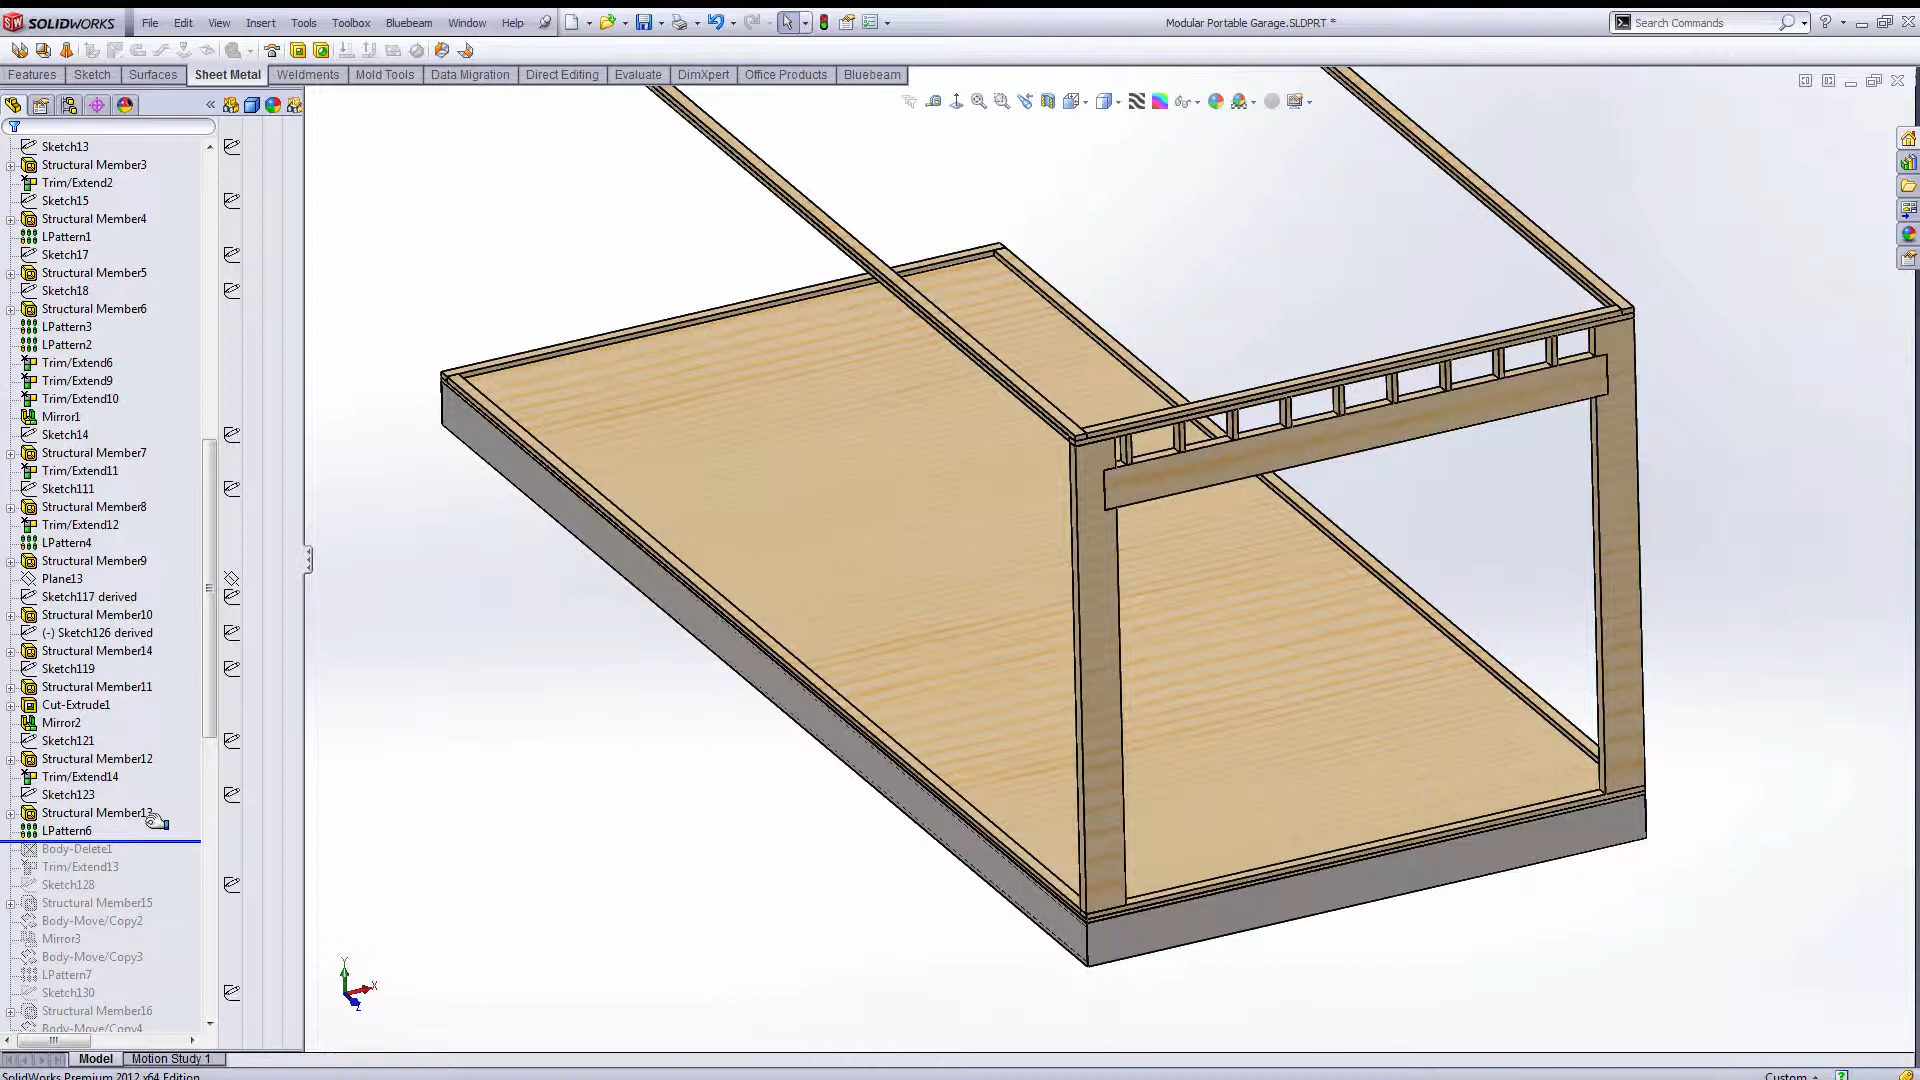 SOLIDWORKS File Edit View Insert Tools Toolbox Bluebeam Window Help Modular Portable Garage.SLDPRT * Search Commands
Features Sketch Surfaces Sheet Metal Weldments Mold Tools Data Migration Direct Editing Evaluate DimXpert Office Products Bluebeam
Sketch13
Structural Member3
Trim/Extend2
Sketch15
Structural Member4
LPattern1
Sketch17
Structural Member5
Sketch18
Structural Member6
LPattern3
LPattern2
Trim/Extend6
Trim/Extend9
Trim/Extend10
Mirror1
Sketch14
Structural Member7
Trim/Extend11
Sketch111
Structural Member8
Trim/Extend12
LPattern4
Structural Member9
Plane13
Sketch117 derived
Structural Member10
(-) Sketch126 derived
Structural Member14
Sketch119
Structural Member11
Cut-Extrude1
Mirror2
Sketch121
Structural Member12
Trim/Extend14
Sketch123
Structural Member13
LPattern6
Body-Delete1
Trim/Extend13
Sketch128
Structural Member15
Body-Move/Copy2
Mirror3
Body-Move/Copy3
LPattern7
Sketch130
Structural Member16
Body-Move/Copy4
Y
X
Z
Model Motion Study 1
SolidWorks Premium 2012 x64 Edition Custom